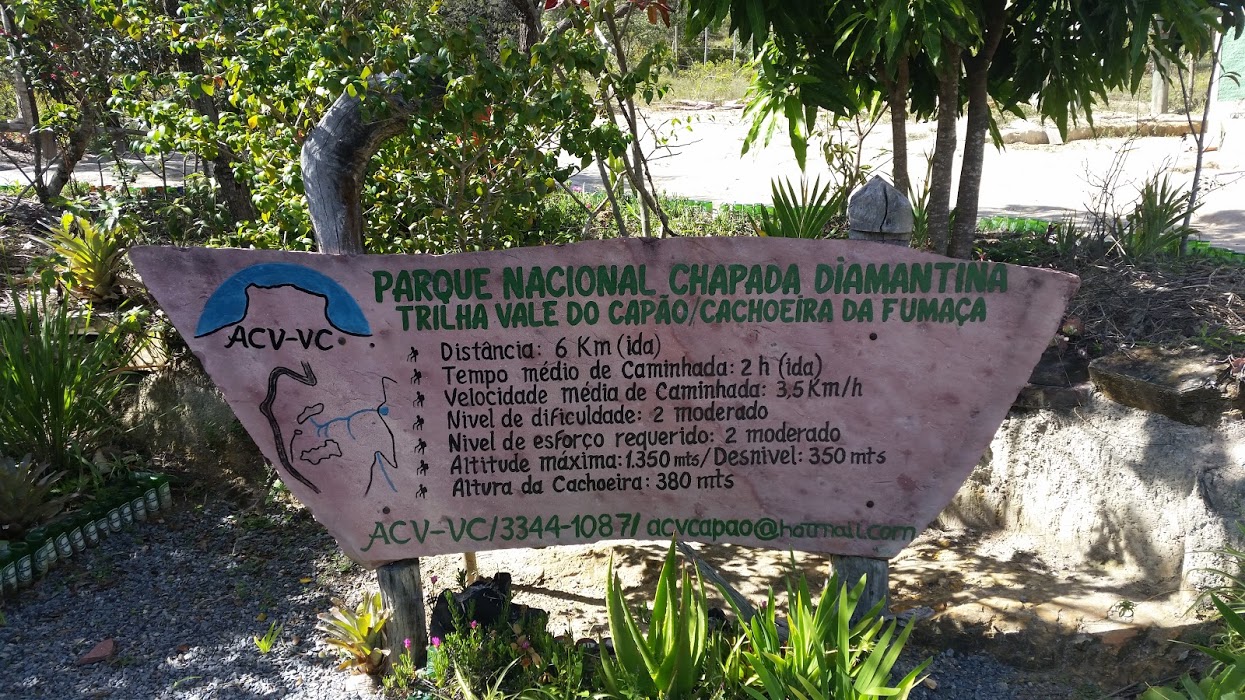 PARQUE NACIONAL CHAPADA DIAMANTINA
TRILHA VALE DO CAPÃO/CACHOEIRA DA FUMAÇA
ACV-VC
Distância: 6 Km (ida)
Tempo médio de Caminhada: 2 h (ida)
Velocidade média de Caminhada: 3,5 Km/h
Nivel de dificuldade: 2 moderado
Nivel de esforço requerido: 2 moderado
Altitude máxima: 1.350 mts/Desnivel: 350 mts
Altura da Cachoeira: 380 mts
ACV-VC/3344-1087/ acvcapao@hotmail.com